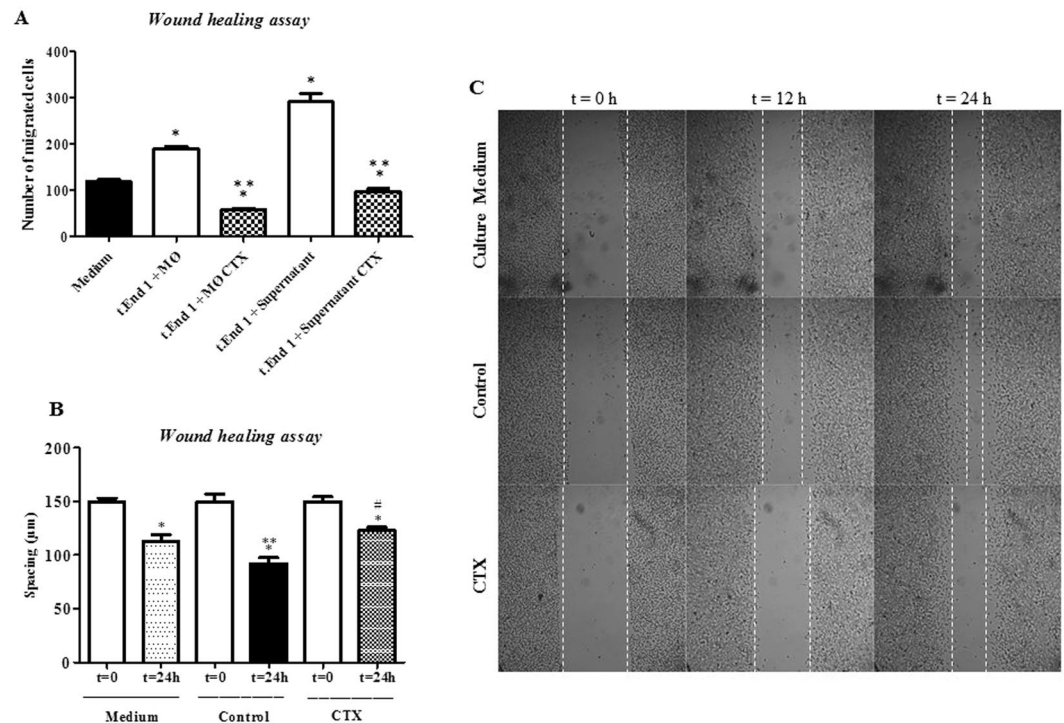 A
Wound healing assay
Number of migrated cells
400
300
200
100
0
*
**
*
*
**
*
Medium
t.End 1 + MO
t.End 1 + MO CTX
t.End 1 + Supernatant
t.End 1 + Supernatant CTX
B
Wound healing assay
Spacing (µm)
200
150
100
50
0
*
**
*
#
*
t=0 t=24h t=0 t=24h t=0 t=24h
Medium Control CTX
C
t = 0 h t = 12 h t = 24 h
Culture Medium
Control
CTX